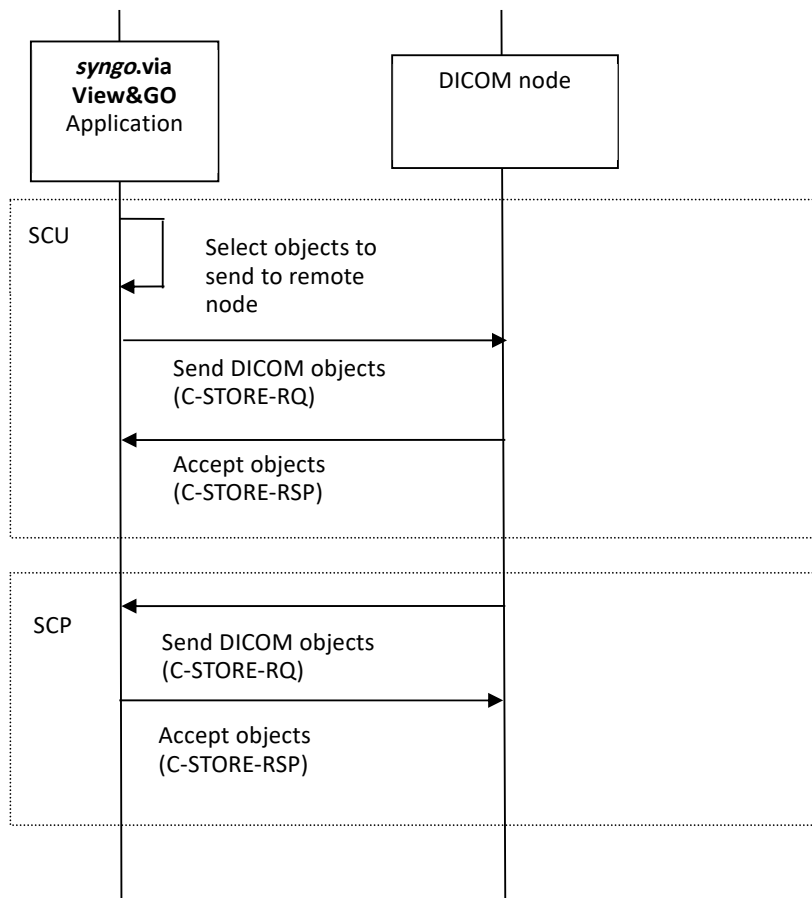 syngo.via
View&GO
Application
DICOM node
SCU
Select objects to
send to remote
node
Send DICOM objects
(C-STORE-RQ)
Accept objects
(C-STORE-RSP)
SCP
Send DICOM objects
(C-STORE-RQ)
Accept objects
(C-STORE-RSP)